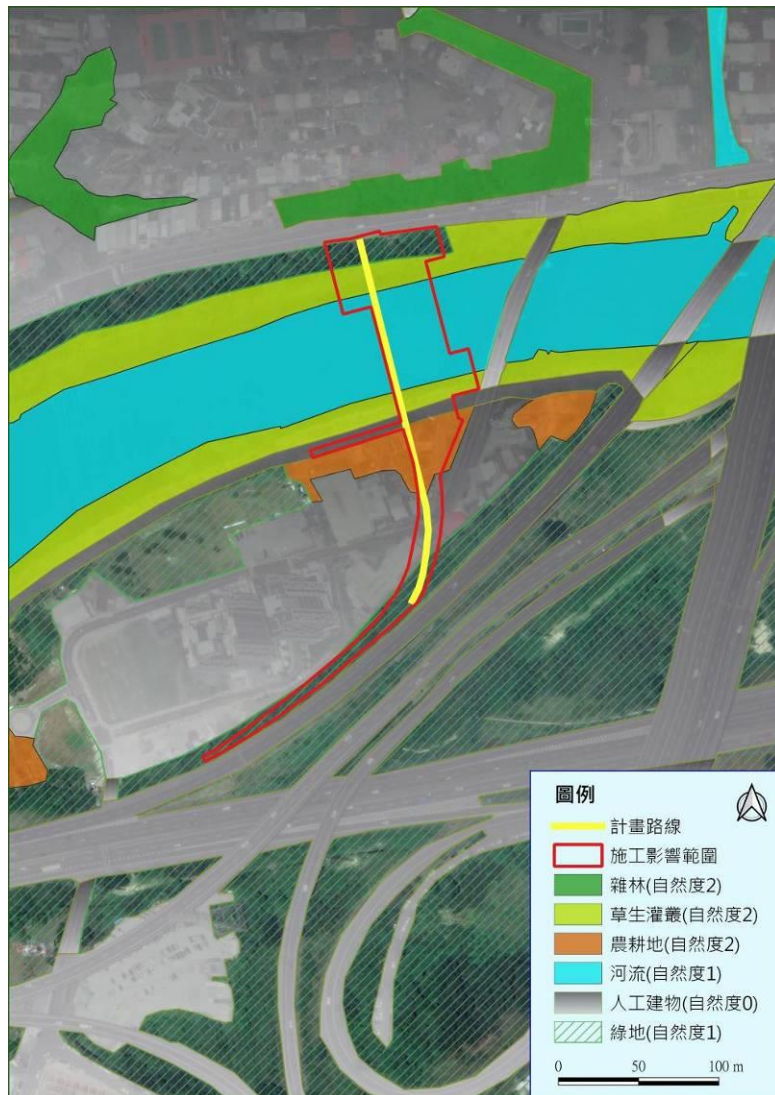 圖例
計畫路線
施工影響範圍
雜林(自然度2)
草生灌叢(自然度2)
農耕地(自然度2)
河流(自然度1)
人工建物(自然度0)
綠地(自然度1)
0 50 100 m